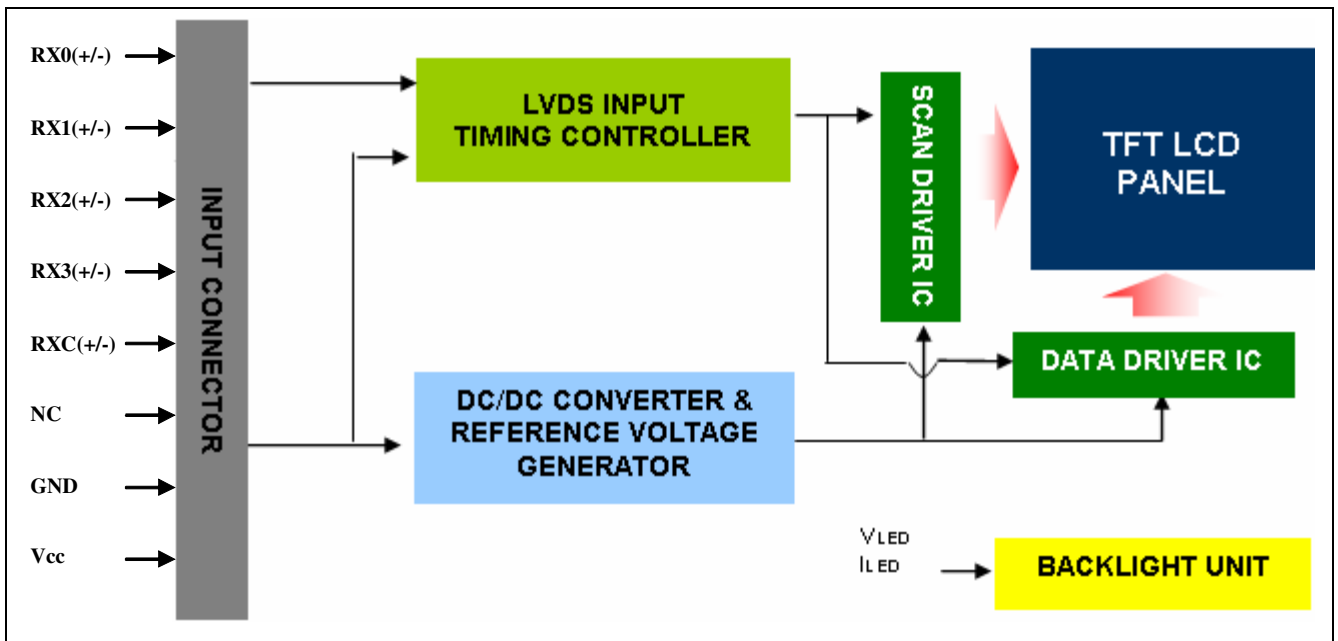 RX0(+/-)
RX1(+/-)
RX2(+/-)
RX3(+/-)
RXC(+/-)
NC
GND
Vcc
INPUT CONNECTOR
LVDS INPUT
TIMING CONTROLLER
DC/DC CONVERTER &
REFERENCE VOLTAGE
GENERATOR
SCAN DRIVER IC
TFT LCD
PANEL
DATA DRIVER IC
VLED
ILED
BACKLIGHT UNIT